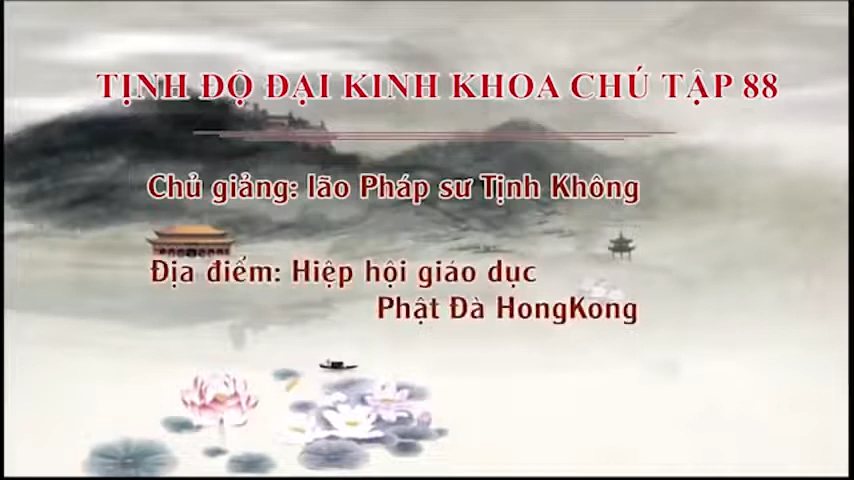 TỊNH ĐỘ ĐẠI KINH KHOA CHÚ TẬP 88
Chủ giảng: lão Pháp sư Tịnh Không
Địa điểm: Hiệp hội giáo dục
Phật Đà HongKong